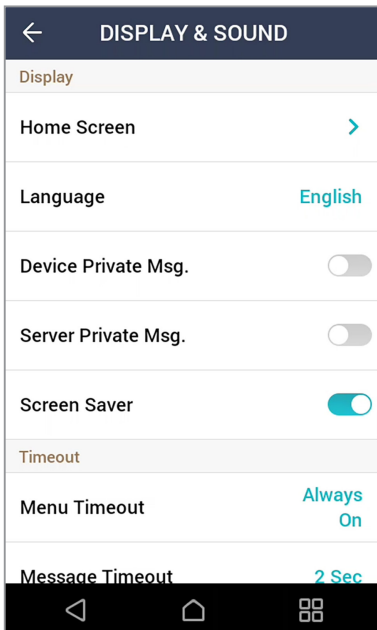 DISPLAY & SOUND
Display
Home Screen
Language English
Device Private Msg.
Server Private Msg.
Screen Saver
Timeout
Menu Timeout Always On
Message Timeout 2 Sec